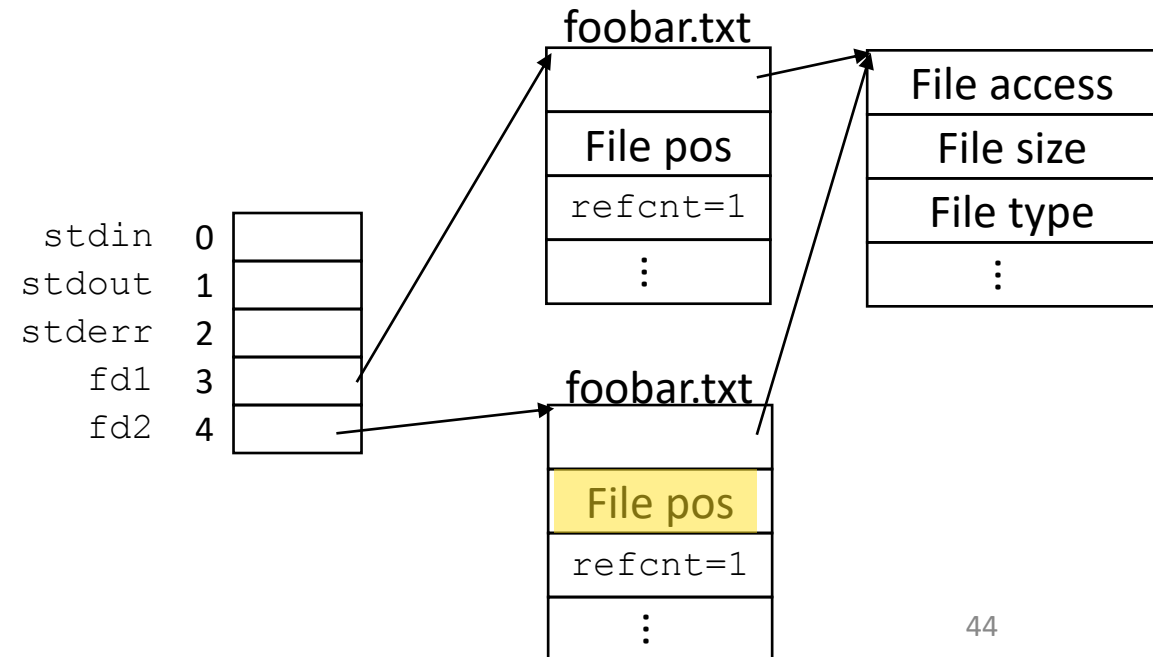 foobar.txt
File pos
refcnt=1
⋮
File access
File size
File type
⋮
stdin 0
stdout 1
stderr 2
fd1 3
fd2 4
foobar.txt
File pos
refcnt=1
⋮
44